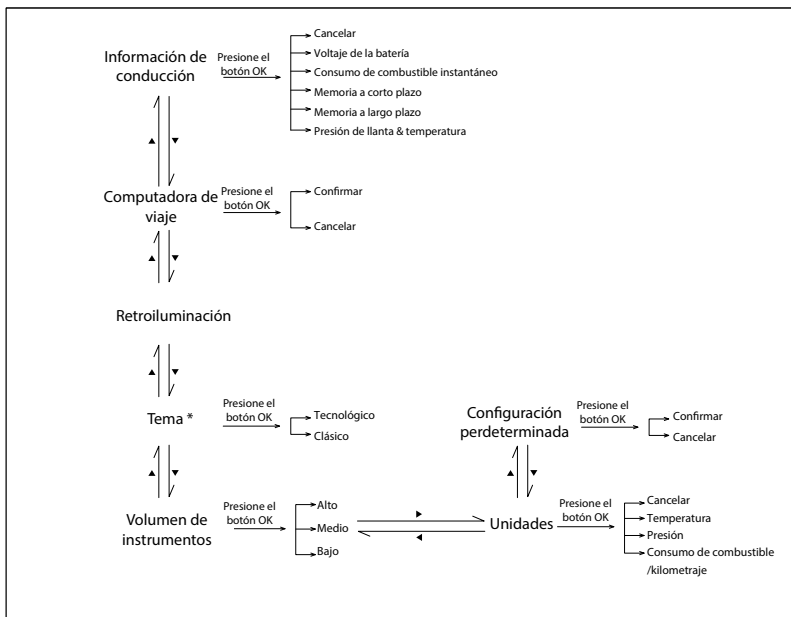 Información de
conducción
Presione el
botón OK
Cancelar
Voltaje de la batería
Consumo de combustible instantáneo
Memoria a corto plazo
Memoria a largo plazo
Presión de llanta & temperatura
Computadora de
viaje
Presione el
botón OK
Confirmar
Cancelar
Retroiluminación
Tema *
Presione el
botón OK
Tecnológico
Clásico
Configuración
perdeterminada
Presione el
botón OK
Confirmar
Cancelar
Volumen de
instrumentos
Presione el
botón OK
Alto
Medio
Bajo
Unidades
Presione el
botón OK
Cancelar
Temperatura
Presión
Consumo de combustible
/kilometraje